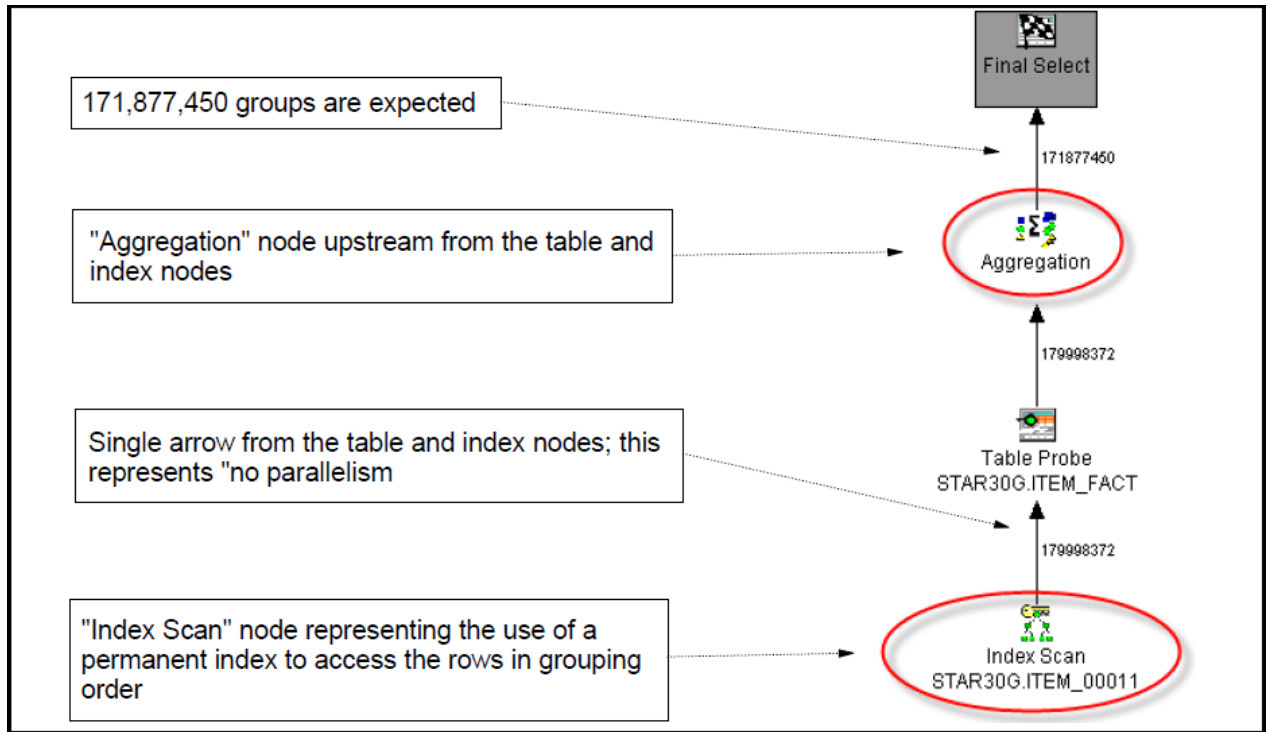 Final Select
171,877,450 groups are expected
171877450
"Aggregation" node upstream from the table and
index nodes
Aggregation
179998372
Single arrow from the table and index nodes; this
represents "no parallelism
Table Probe
STAR30G.ITEM_FACT
179998372
"Index Scan" node representing the use of a
permanent index to access the rows in grouping
order
Index Scan
STAR30G.ITEM_00011